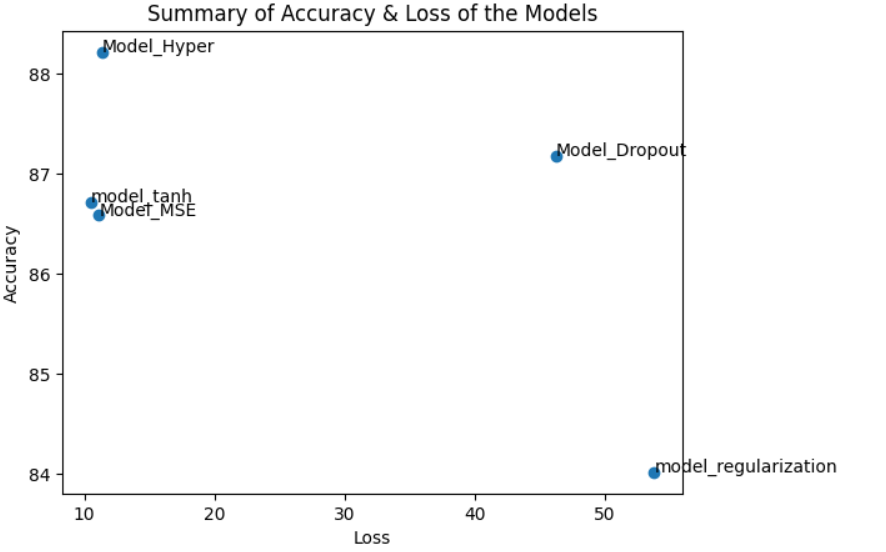 Summary of Accuracy & Loss of the Models
Model_Hyper
88
Model_Dropout
87
model_tanh
Model_MSE
Accuracy
86
85
model_regularization
84
10 20 30 40 50
Loss